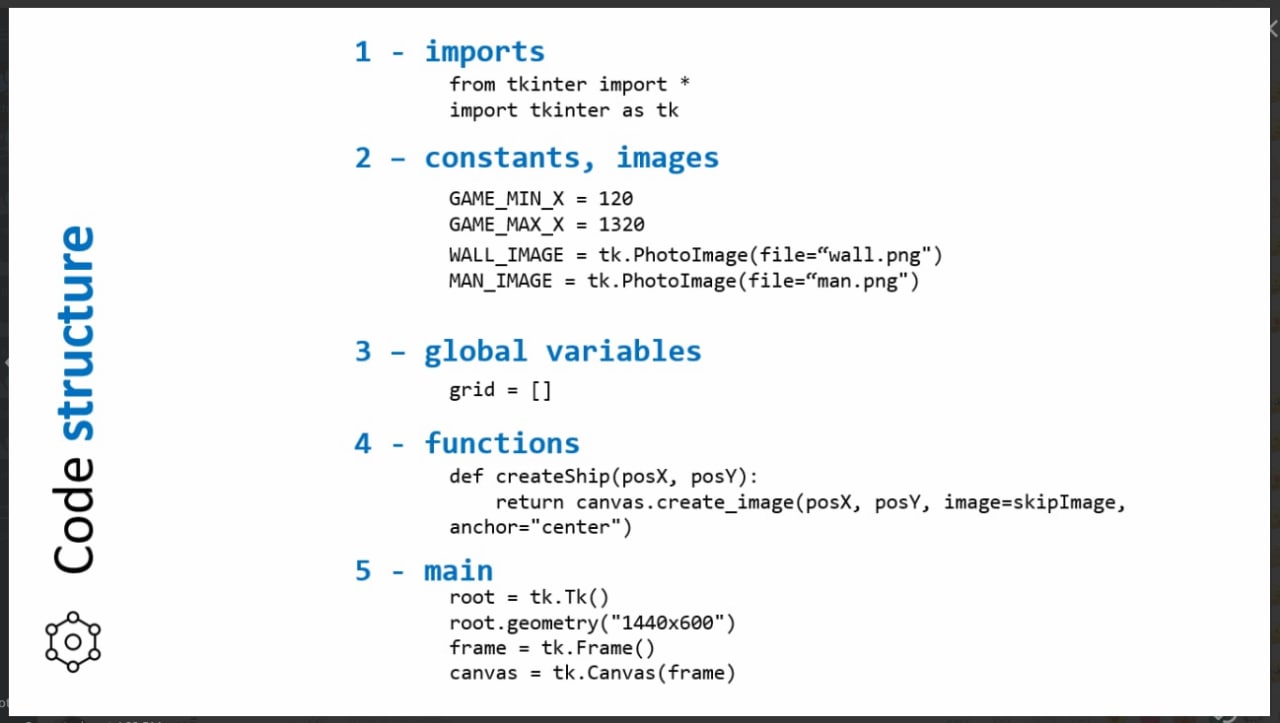 Code structure
1 - imports
from tkinter import *
import tkinter as tk
2 – constants, images
GAME_MIN_X = 120
GAME_MAX_X = 1320
WALL_IMAGE = tk.PhotoImage(file=“wall.png")
MAN_IMAGE = tk.PhotoImage(file=“man.png")
3 – global variables
grid = []
4 - functions
def createShip(posX, posY):
    return canvas.create_image(posX, posY, image=skipImage,
anchor="center")
5 - main
root = tk.Tk()
root.geometry("1440x600")
frame = tk.Frame()
canvas = tk.Canvas(frame)